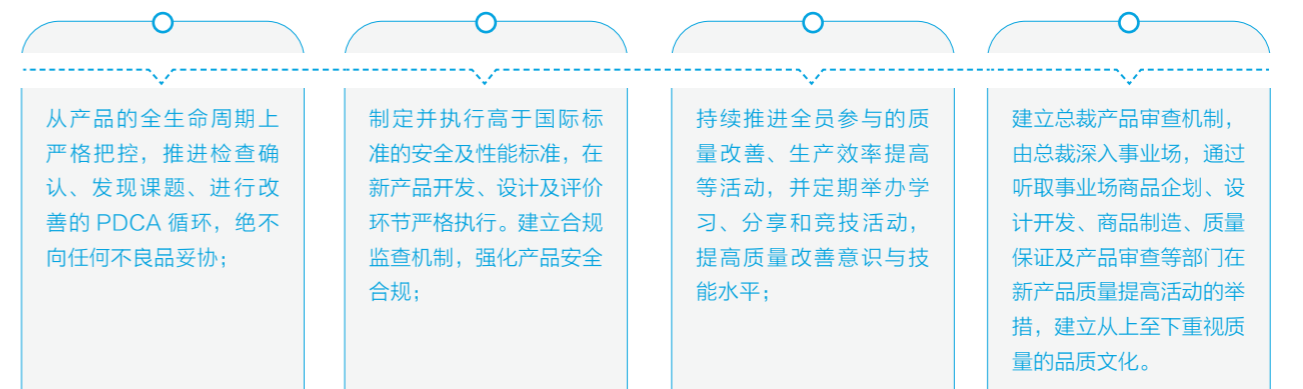 从产品的全生命周期上
严格把控，推进检查确
认、发现课题、进行改
善的 PDCA 循环，绝不
向任何不良品妥协；
制定并执行高于国际标
准的安全及性能标准，在
新产品开发、设计及评价
环节严格执行。建立合规
监查机制，强化产品安全
合规；
持续推进全员参与的质
量改善、生产效率提高
等活动，并定期举办学
习、分享和竞技活动，
提高质量改善意识与技
能水平；
建立总裁产品审查机制，
由总裁深入事业场，通过
听取事业场商品企划、设
计开发、商品制造、质量
保证及产品审查等部门在
新产品质量提高活动的举
措，建立从上至下重视质
量的品质文化。